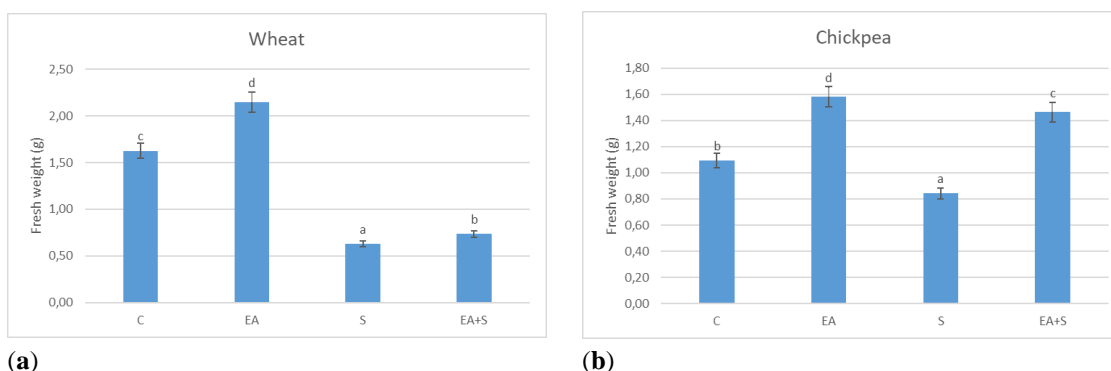 Wheat
Fresh weight (g)
2,50
2,00
1,50
1,00
0,50
0,00
c
d
a
b
C EA S EA+S
(a)
Chickpea
Fresh weight (g)
1,80
1,60
1,40
1,20
1,00
0,80
0,60
0,40
0,20
0,00
b
d
a
c
C EA S EA+S
(b)